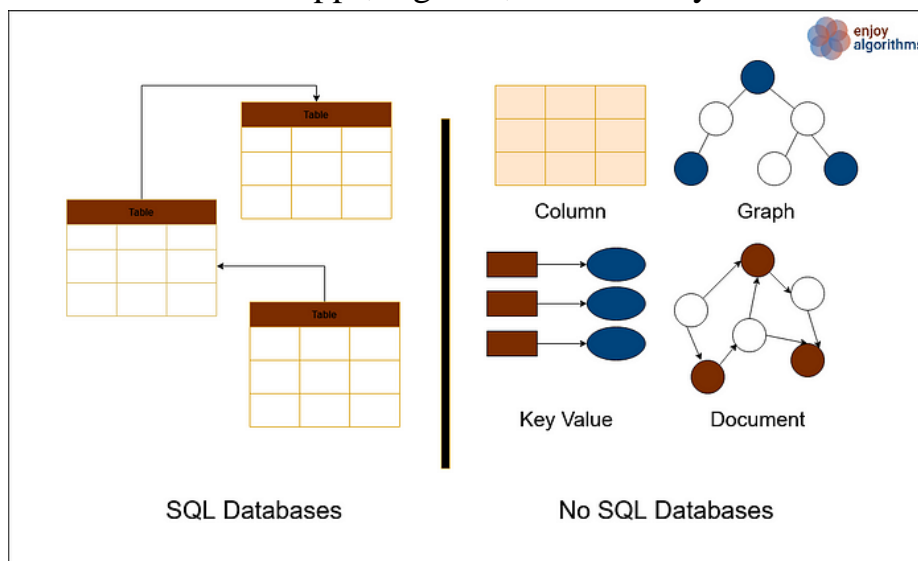 enjoy
algorithms
Table
Table
Table
Column
Graph
Key Value
Document
SQL Databases
No SQL Databases